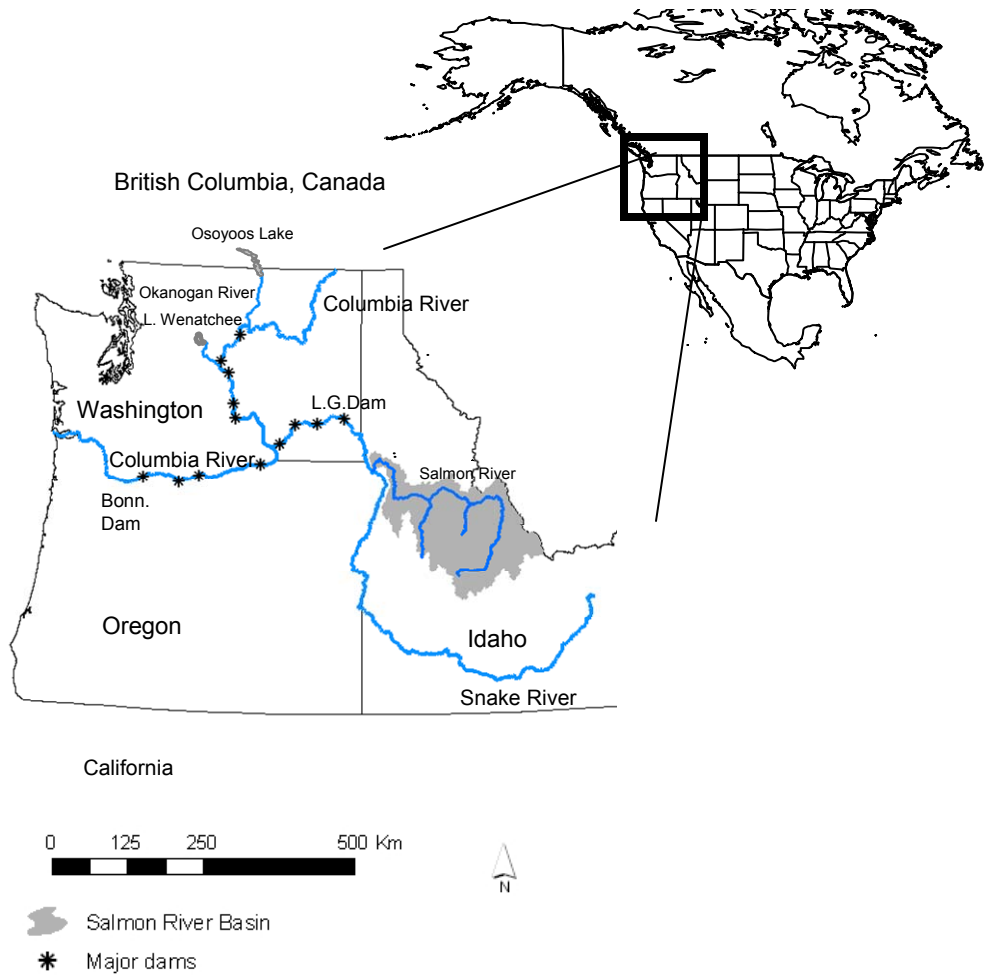 British Columbia, Canada
Osoyoos Lake
Okanogan River
Columbia River
L. Wenatchee
L.G.Dam
Washington
Columbia River
Salmon River
Bonn.
Dam
Oregon
Idaho
Snake River
California
0 125 250 500 Km
N
Salmon River Basin
Major dams